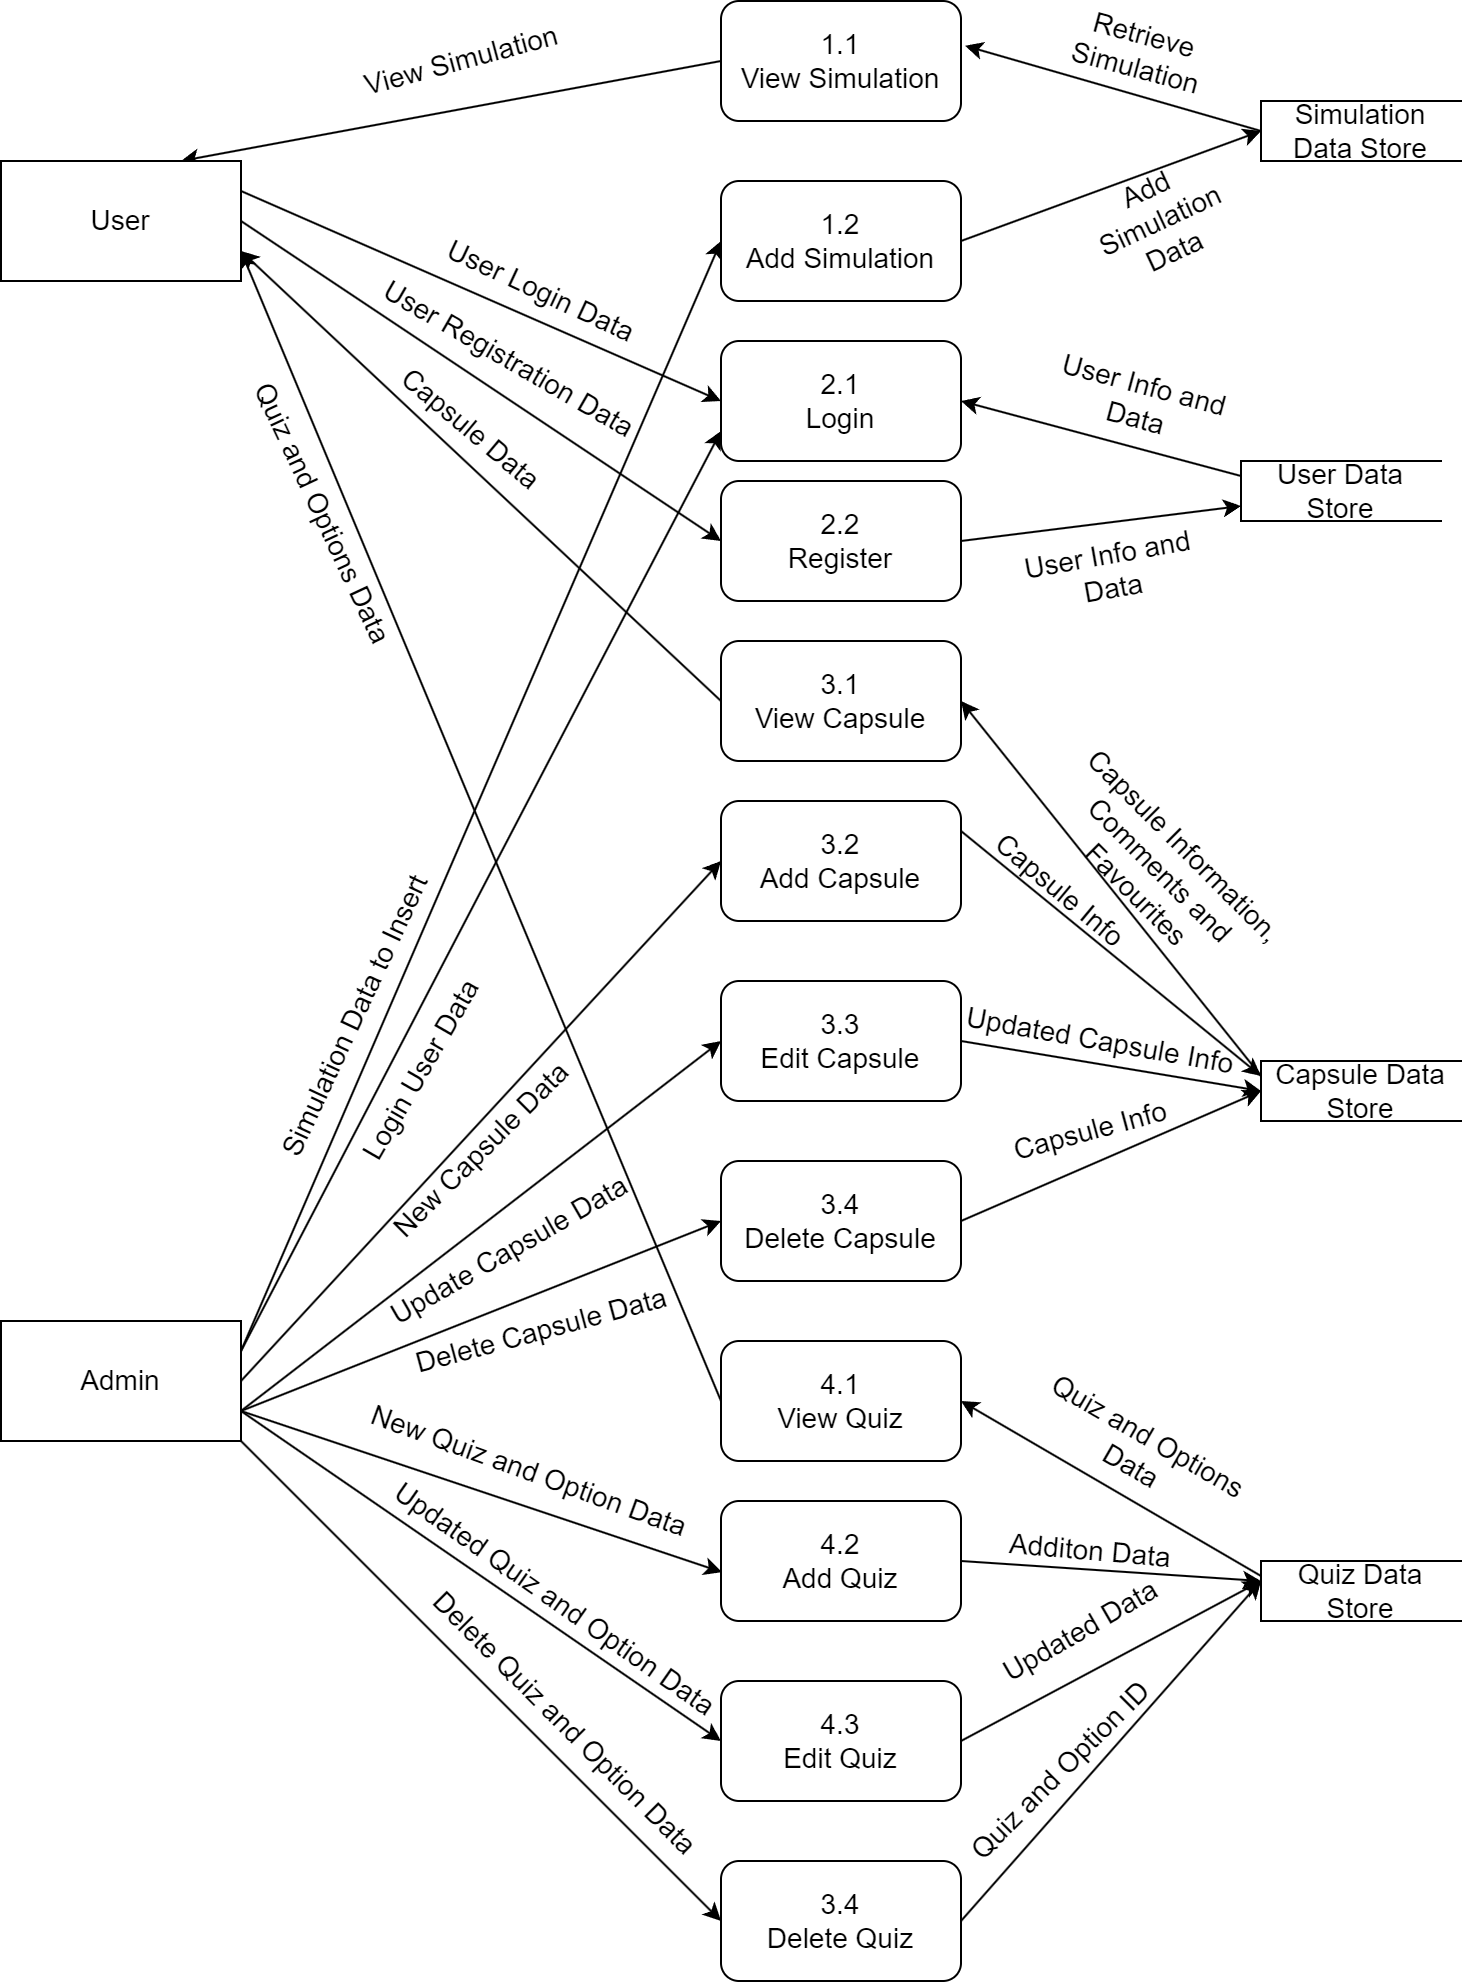 View Simulation
1.1
View Simulation
Retrieve
Simulation
Simulation
Data Store
User
1.2
Add Simulation
Add
Simulation
Data
User Login Data
User Registration Data
Capsule Data
Quiz and Options Data
2.1
Login
User Info and
Data
User Data
Store
2.2
Register
User Info and
Data
3.1
View Capsule
Capsule Information,
Comments and
Favourites
3.2
Add Capsule
Capsule Info
Simulation Data to Insert
Login User Data
New Capsule Data
3.3
Edit Capsule
Updated Capsule Info
Capsule Data
Store
Update Capsule Data
3.4
Delete Capsule
Capsule Info
Delete Capsule Data
Admin
4.1
View Quiz
Quiz and Options
Data
New Quiz and Option Data
4.2
Add Quiz
Additon Data
Quiz Data
Store
Updated Quiz and Option Data
4.3
Edit Quiz
Updated Data
Delete Quiz and Option Data
3.4
Delete Quiz
Quiz and Option ID